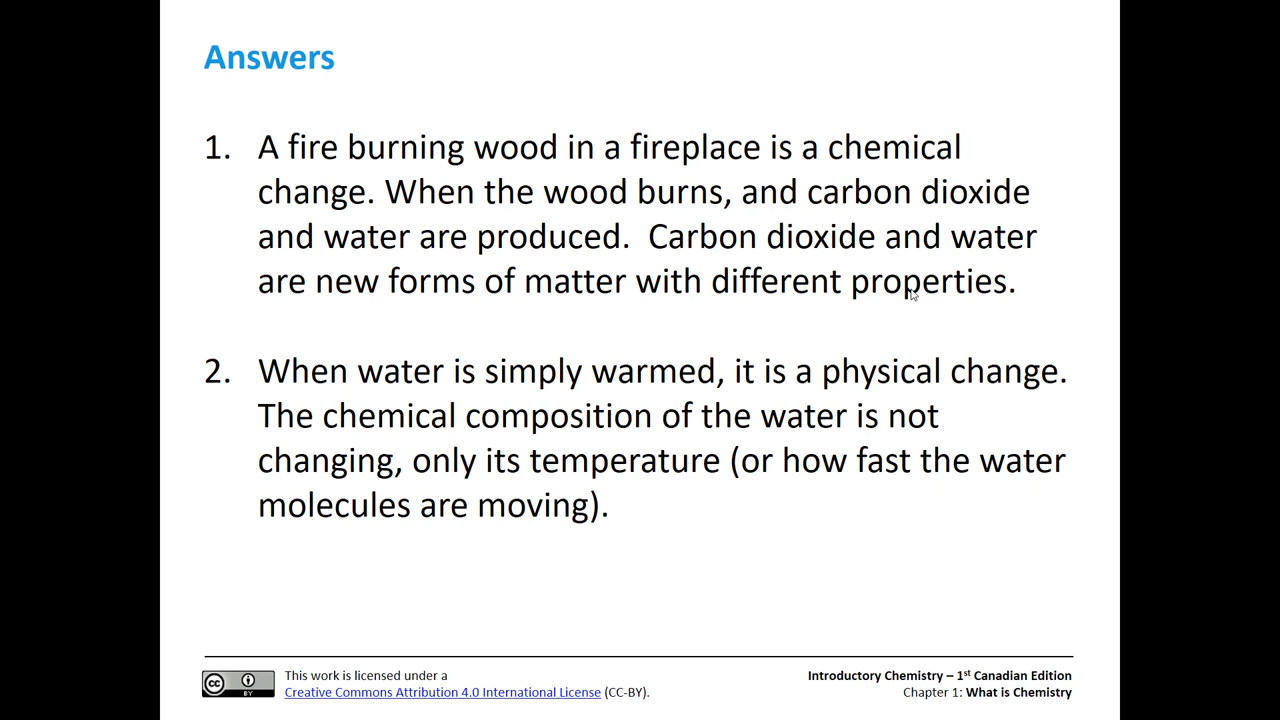 Answers
1. A fire burning wood in a fireplace is a chemical
change. When the wood burns, and carbon dioxide
and water are produced.  Carbon dioxide and water
are new forms of matter with different properties.
2. When water is simply warmed, it is a physical change.
The chemical composition of the water is not
changing, only its temperature (or how fast the water
molecules are moving).
cc BY
This work is licensed under a
Creative Commons Attribution 4.0 International License (CC-BY).
Introductory Chemistry – 1st Canadian Edition
Chapter 1: What is Chemistry